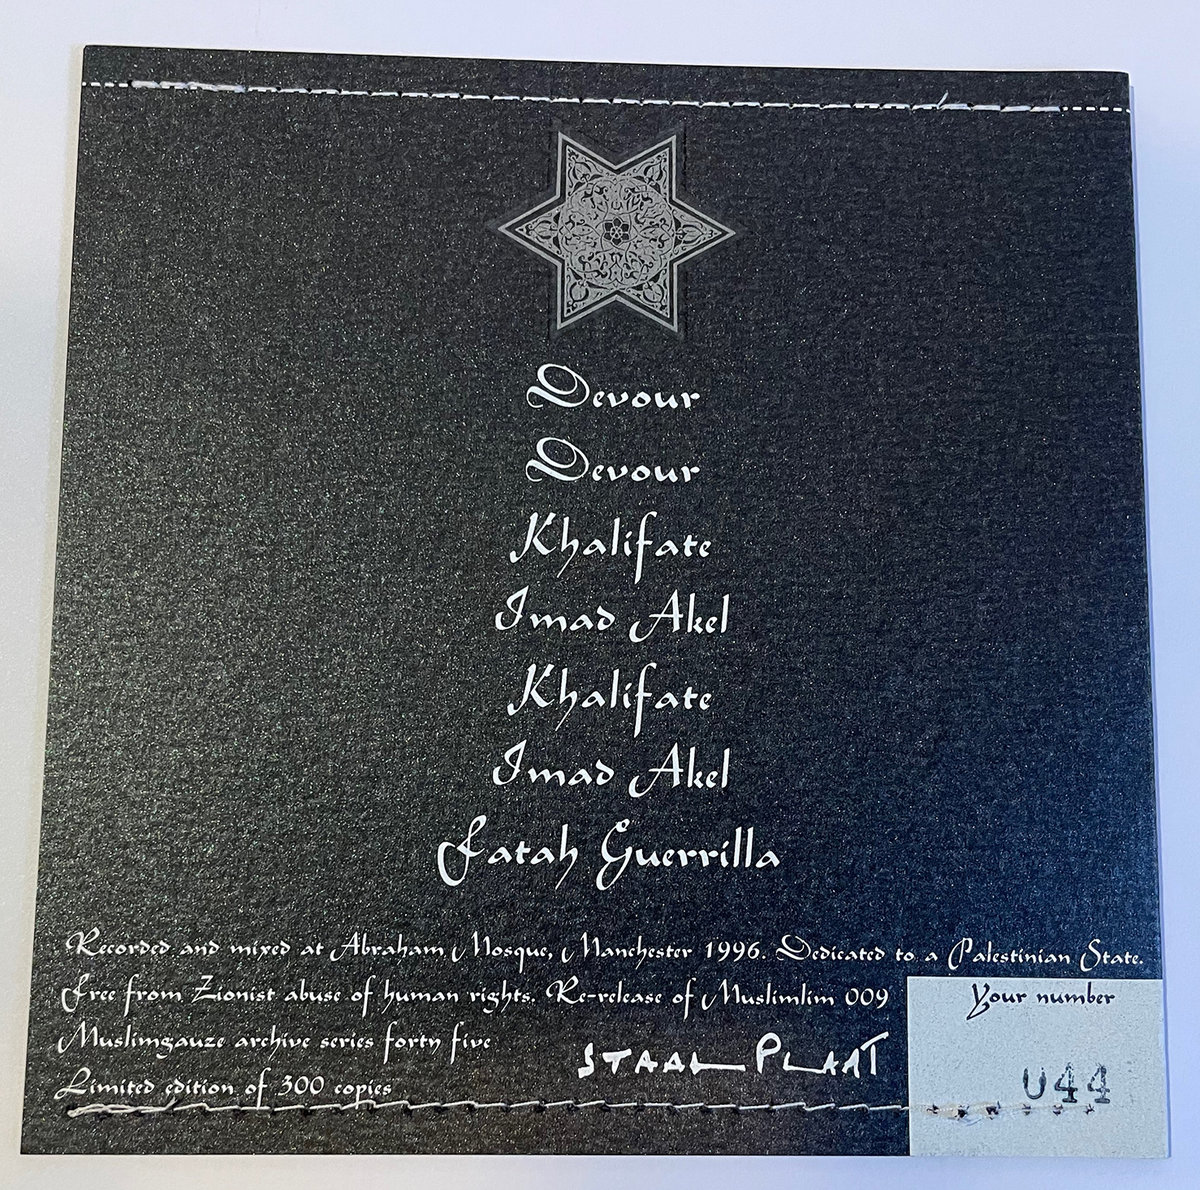 Devour
Devour
Khalifate
Imad Akel
Khalifate
Imad Akel
Fatah Guerrilla
Recorded and mixed at Abraham Mosque, Manchester 1996. Dedicated to a Palestinian State.
Free from Zionist abuse of human rights. Re-release of Muslimlim 009
Muslimgauze archive series forty five
Limited edition of 300 copies
STAALPLAAT
Your number
044